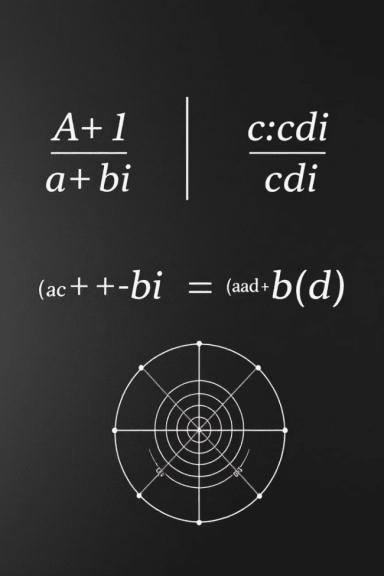 A+ 1 c:cdi
a+ bi cdi
(ac++-bi = (aad+b(d)